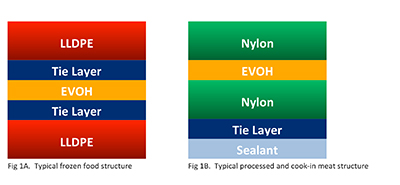 LLDPE
Tie Layer
EVOH
Tie Layer
LLDPE
Fig 1A. Typical frozen food structure
Nylon
EVOH
Nylon
Tie Layer
Sealant
Fig 1B. Typical processed and cook-in meat structure